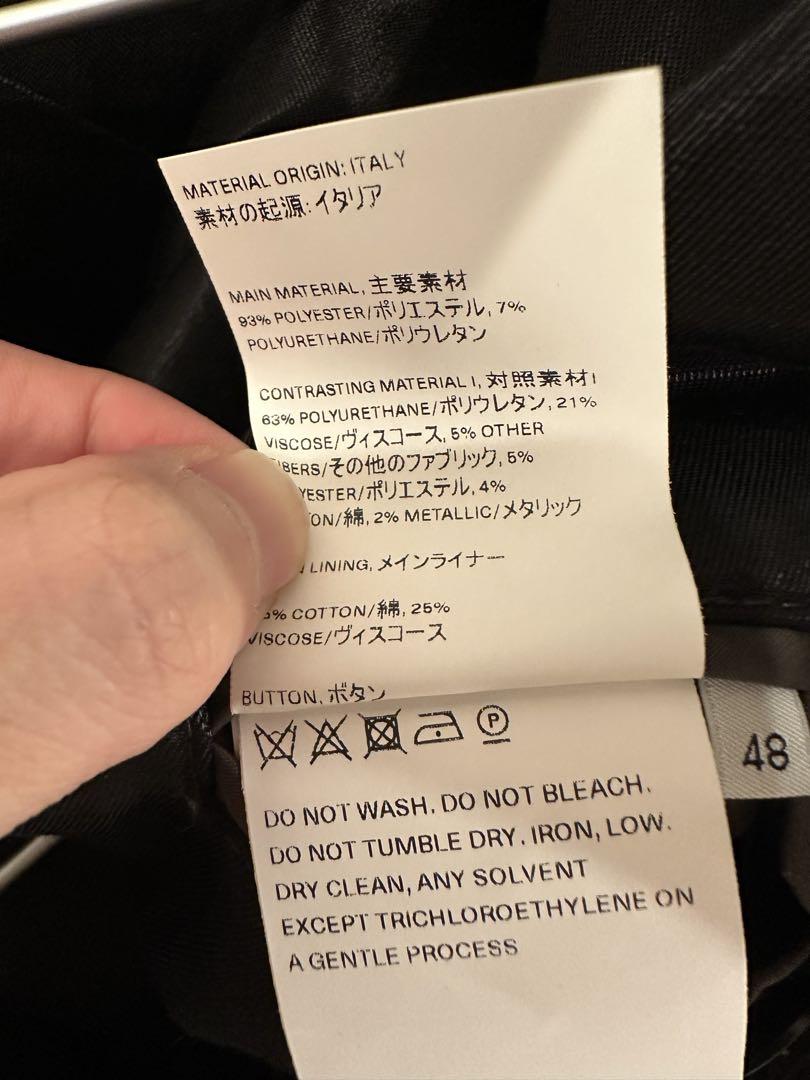 MATERIAL ORIGIN: ITALY
素材の起源: イタリア
MAIN MATERIAL, 主要素材
93% POLYESTER/ポリエステル, 7%
POLYURETHANE/ポリウレタン
CONTRASTING MATERIAL I, 対照素材I
63% POLYURETHANE/ポリウレタン, 21%
VISCOSE/ヴィスコース, 5% OTHER
BERS/その他のファブリック, 5%
YESTER/ポリエステル, 4%
ON/綿, 2% METALLIC/メタリック
LINING, メインライナー
% COTTON/綿, 25%
VISCOSE/ヴィスコース
BUTTON, ボタン
P
48
DO NOT WASH. DO NOT BLEACH.
DO NOT TUMBLE DRY. IRON, LOW.
DRY CLEAN, ANY SOLVENT
EXCEPT TRICHLOROETHYLENE ON
A GENTLE PROCESS